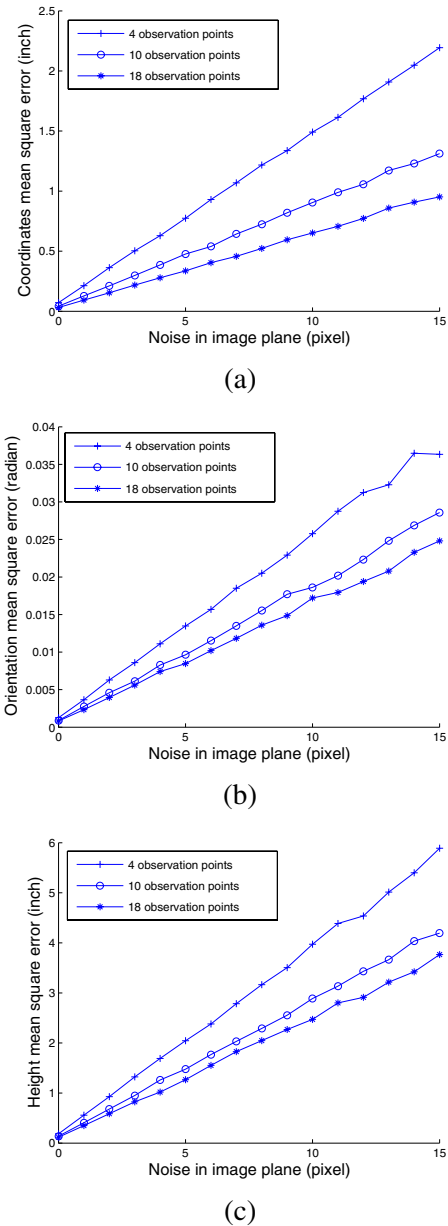 2.5
2
1.5
1
0.5
0
Coordinates mean square error (inch)
4 observation points
10 observation points
18 observation points
0 5 10 15
Noise in image plane (pixel)
(a)
0.04
0.035
0.03
0.025
0.02
0.015
0.01
0.005
0
Orientation mean square error (radian)
4 observation points
10 observation points
18 observation points
0 5 10 15
Noise in image plane (pixel)
(b)
6
5
4
3
2
1
0
Height mean square error (inch)
4 observation points
10 observation points
18 observation points
0 5 10 15
Noise in image plane (pixel)
(c)